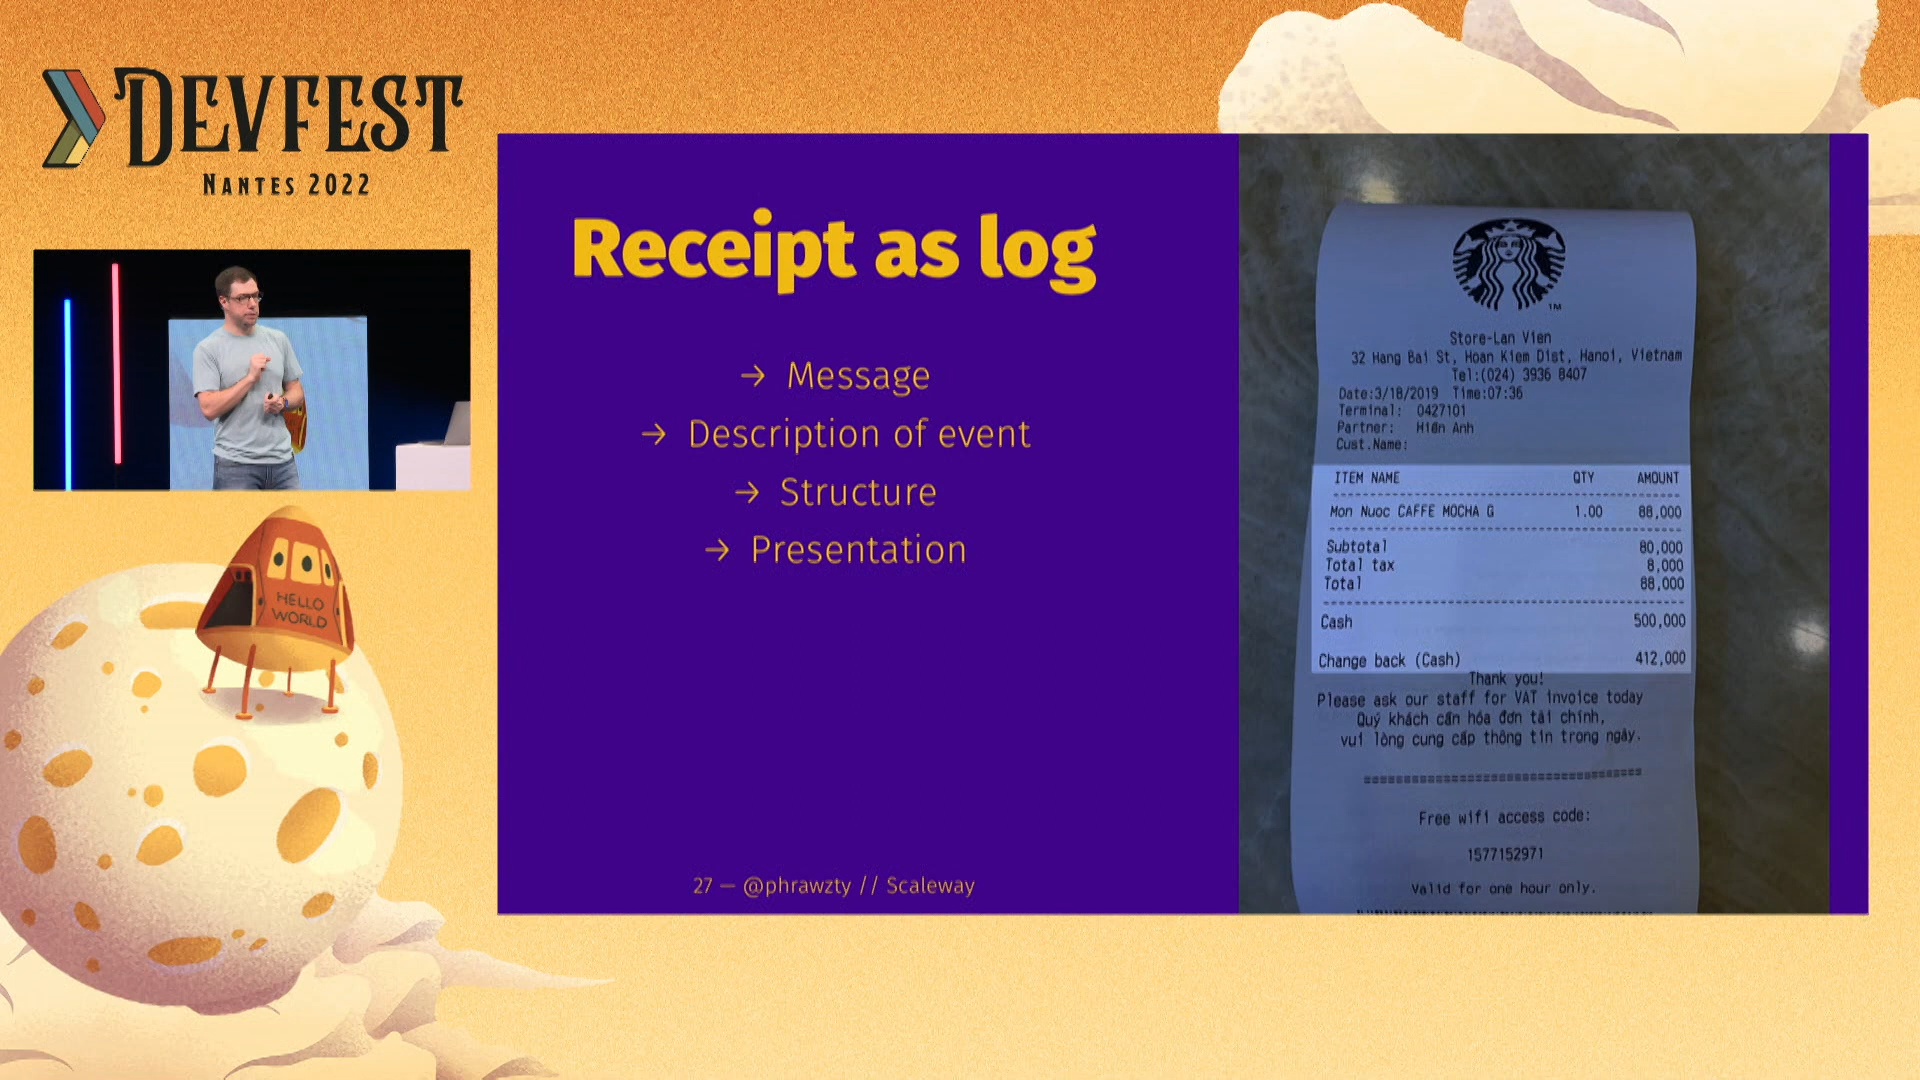 DEVFEST
NANTES 2022
HELLO
WORLD
Receipt as log
→ Message
→ Description of event
→ Structure
→ Presentation
27 — @phrawzty // Scaleway
TM
Store-Lan Vien
32 Hang Bai St, Hoan Kiem Dist, Hanoi, Vietnam
Tel:(024) 3936 8407
Date:3/18/2019 Time:07:36
Terminal: 0427101
Partner: Hiền Anh
Cust.Name:
ITEM NAME QTY AMOUNT
Mon Nuoc CAFFE MOCHA G 1.00 88,000
Subtotal 80,000
Total tax 8,000
Total 88,000
Cash 500,000
Change back (Cash) 412,000
Thank you!
Please ask our staff for VAT invoice today
Quý khách cần hóa đơn tài chính,
vui lòng cung cấp thông tin trong ngày.
===================================
Free wifi access code:
1577152971
Valid for one hour only.